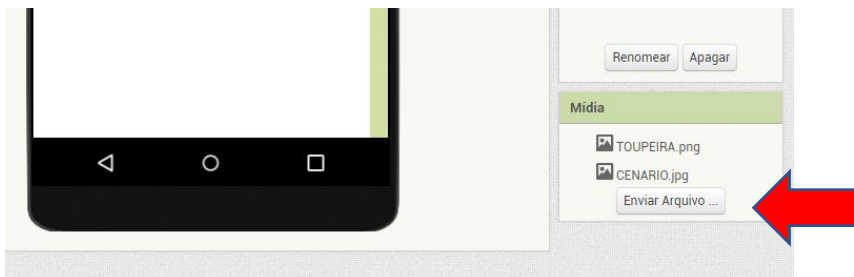 Renomear Apagar
Mídia
TOUPEIRA.png
CENARIO.jpg
Enviar Arquivo ...